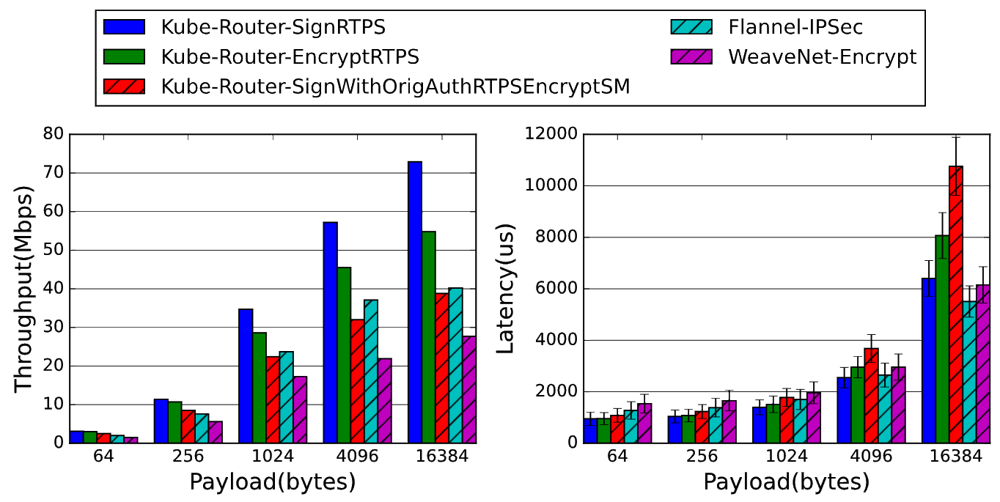 Kube-Router-SignRTPS
Kube-Router-EncryptRTPS
Kube-Router-SignWithOrigAuthRTPSEncryptSM
Flannel-IPSec
WeaveNet-Encrypt
Throughput(Mbps)
80
70
60
50
40
30
20
10
0
64 256 1024 4096 16384
Payload(bytes)
Latency(us)
12000
10000
8000
6000
4000
2000
0
64 256 1024 4096 16384
Payload(bytes)